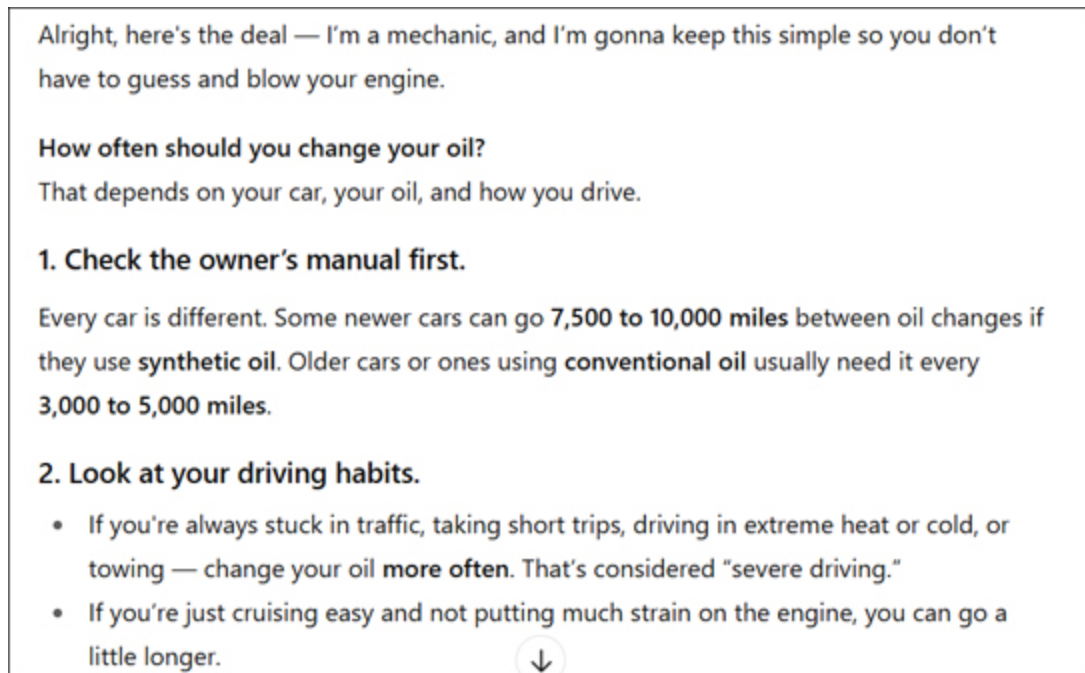 Alright, here's the deal — I'm a mechanic, and I'm gonna keep this simple so you don't
have to guess and blow your engine.
How often should you change your oil?
That depends on your car, your oil, and how you drive.
1. Check the owner's manual first.
Every car is different. Some newer cars can go 7,500 to 10,000 miles between oil changes if
they use synthetic oil. Older cars or ones using conventional oil usually need it every
3,000 to 5,000 miles.
2. Look at your driving habits.
• If you're always stuck in traffic, taking short trips, driving in extreme heat or cold, or
towing — change your oil more often. That's considered “severe driving.”
• If you're just cruising easy and not putting much strain on the engine, you can go a
little longer.